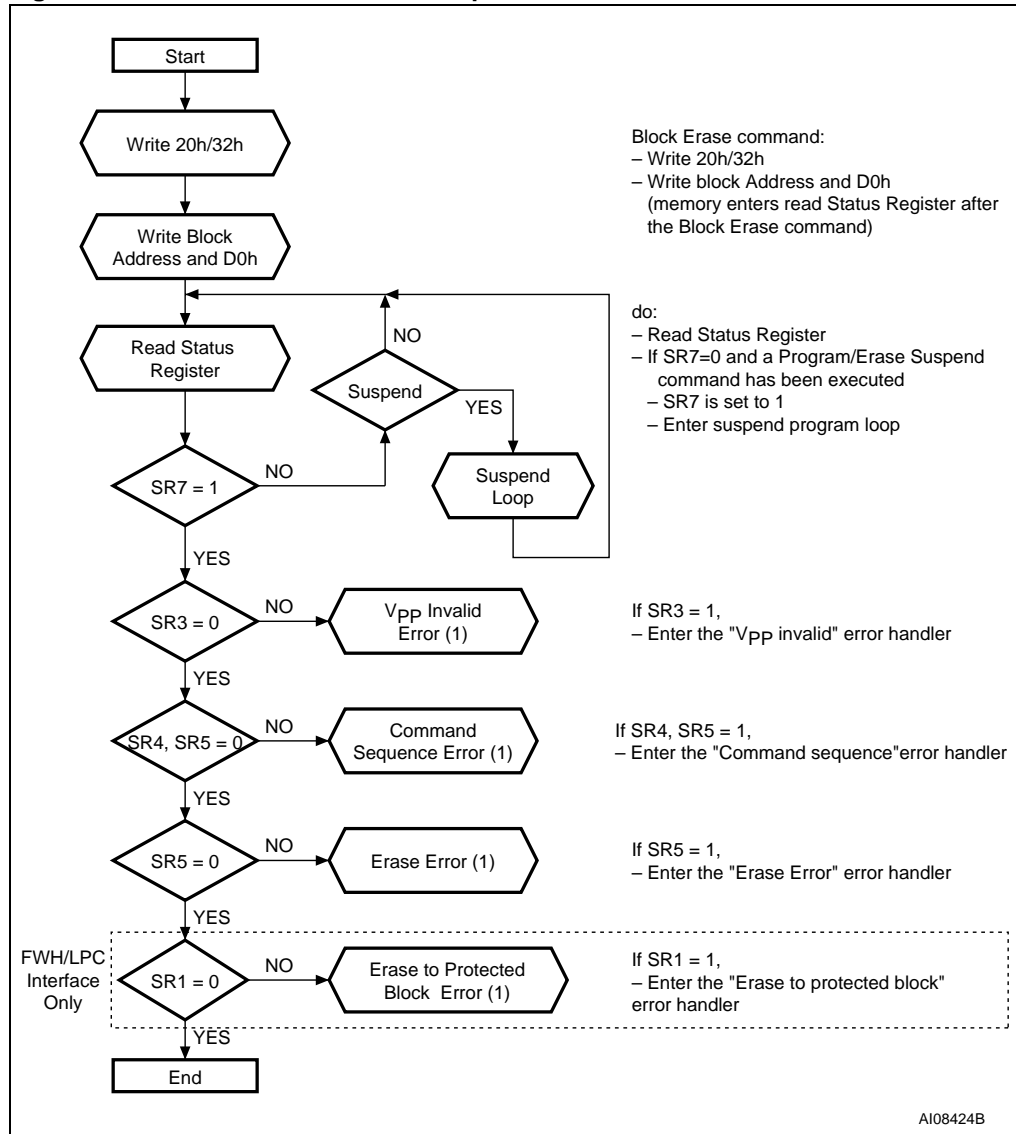 Start
Write 20h/32h
Block Erase command:
– Write 20h/32h
– Write block Address and D0h
(memory enters read Status Register after
the Block Erase command)
Write Block
Address and D0h
Read Status
Register
NO
Suspend
YES
Suspend
Loop
do:
– Read Status Register
– If SR7=0 and a Program/Erase Suspend
command has been executed
– SR7 is set to 1
– Enter suspend program loop
SR7 = 1
NO
YES
SR3 = 0
NO
VPP Invalid
Error (1)
If SR3 = 1,
– Enter the "VPP invalid" error handler
YES
SR4, SR5 = 0
NO
Command
Sequence Error (1)
If SR4, SR5 = 1,
– Enter the "Command sequence"error handler
YES
SR5 = 0
NO
Erase Error (1)
If SR5 = 1,
– Enter the "Erase Error" error handler
YES
FWH/LPC
Interface
Only
SR1 = 0
NO
Erase to Protected
Block Error (1)
If SR1 = 1,
– Enter the "Erase to protected block"
error handler
YES
End
AI08424B